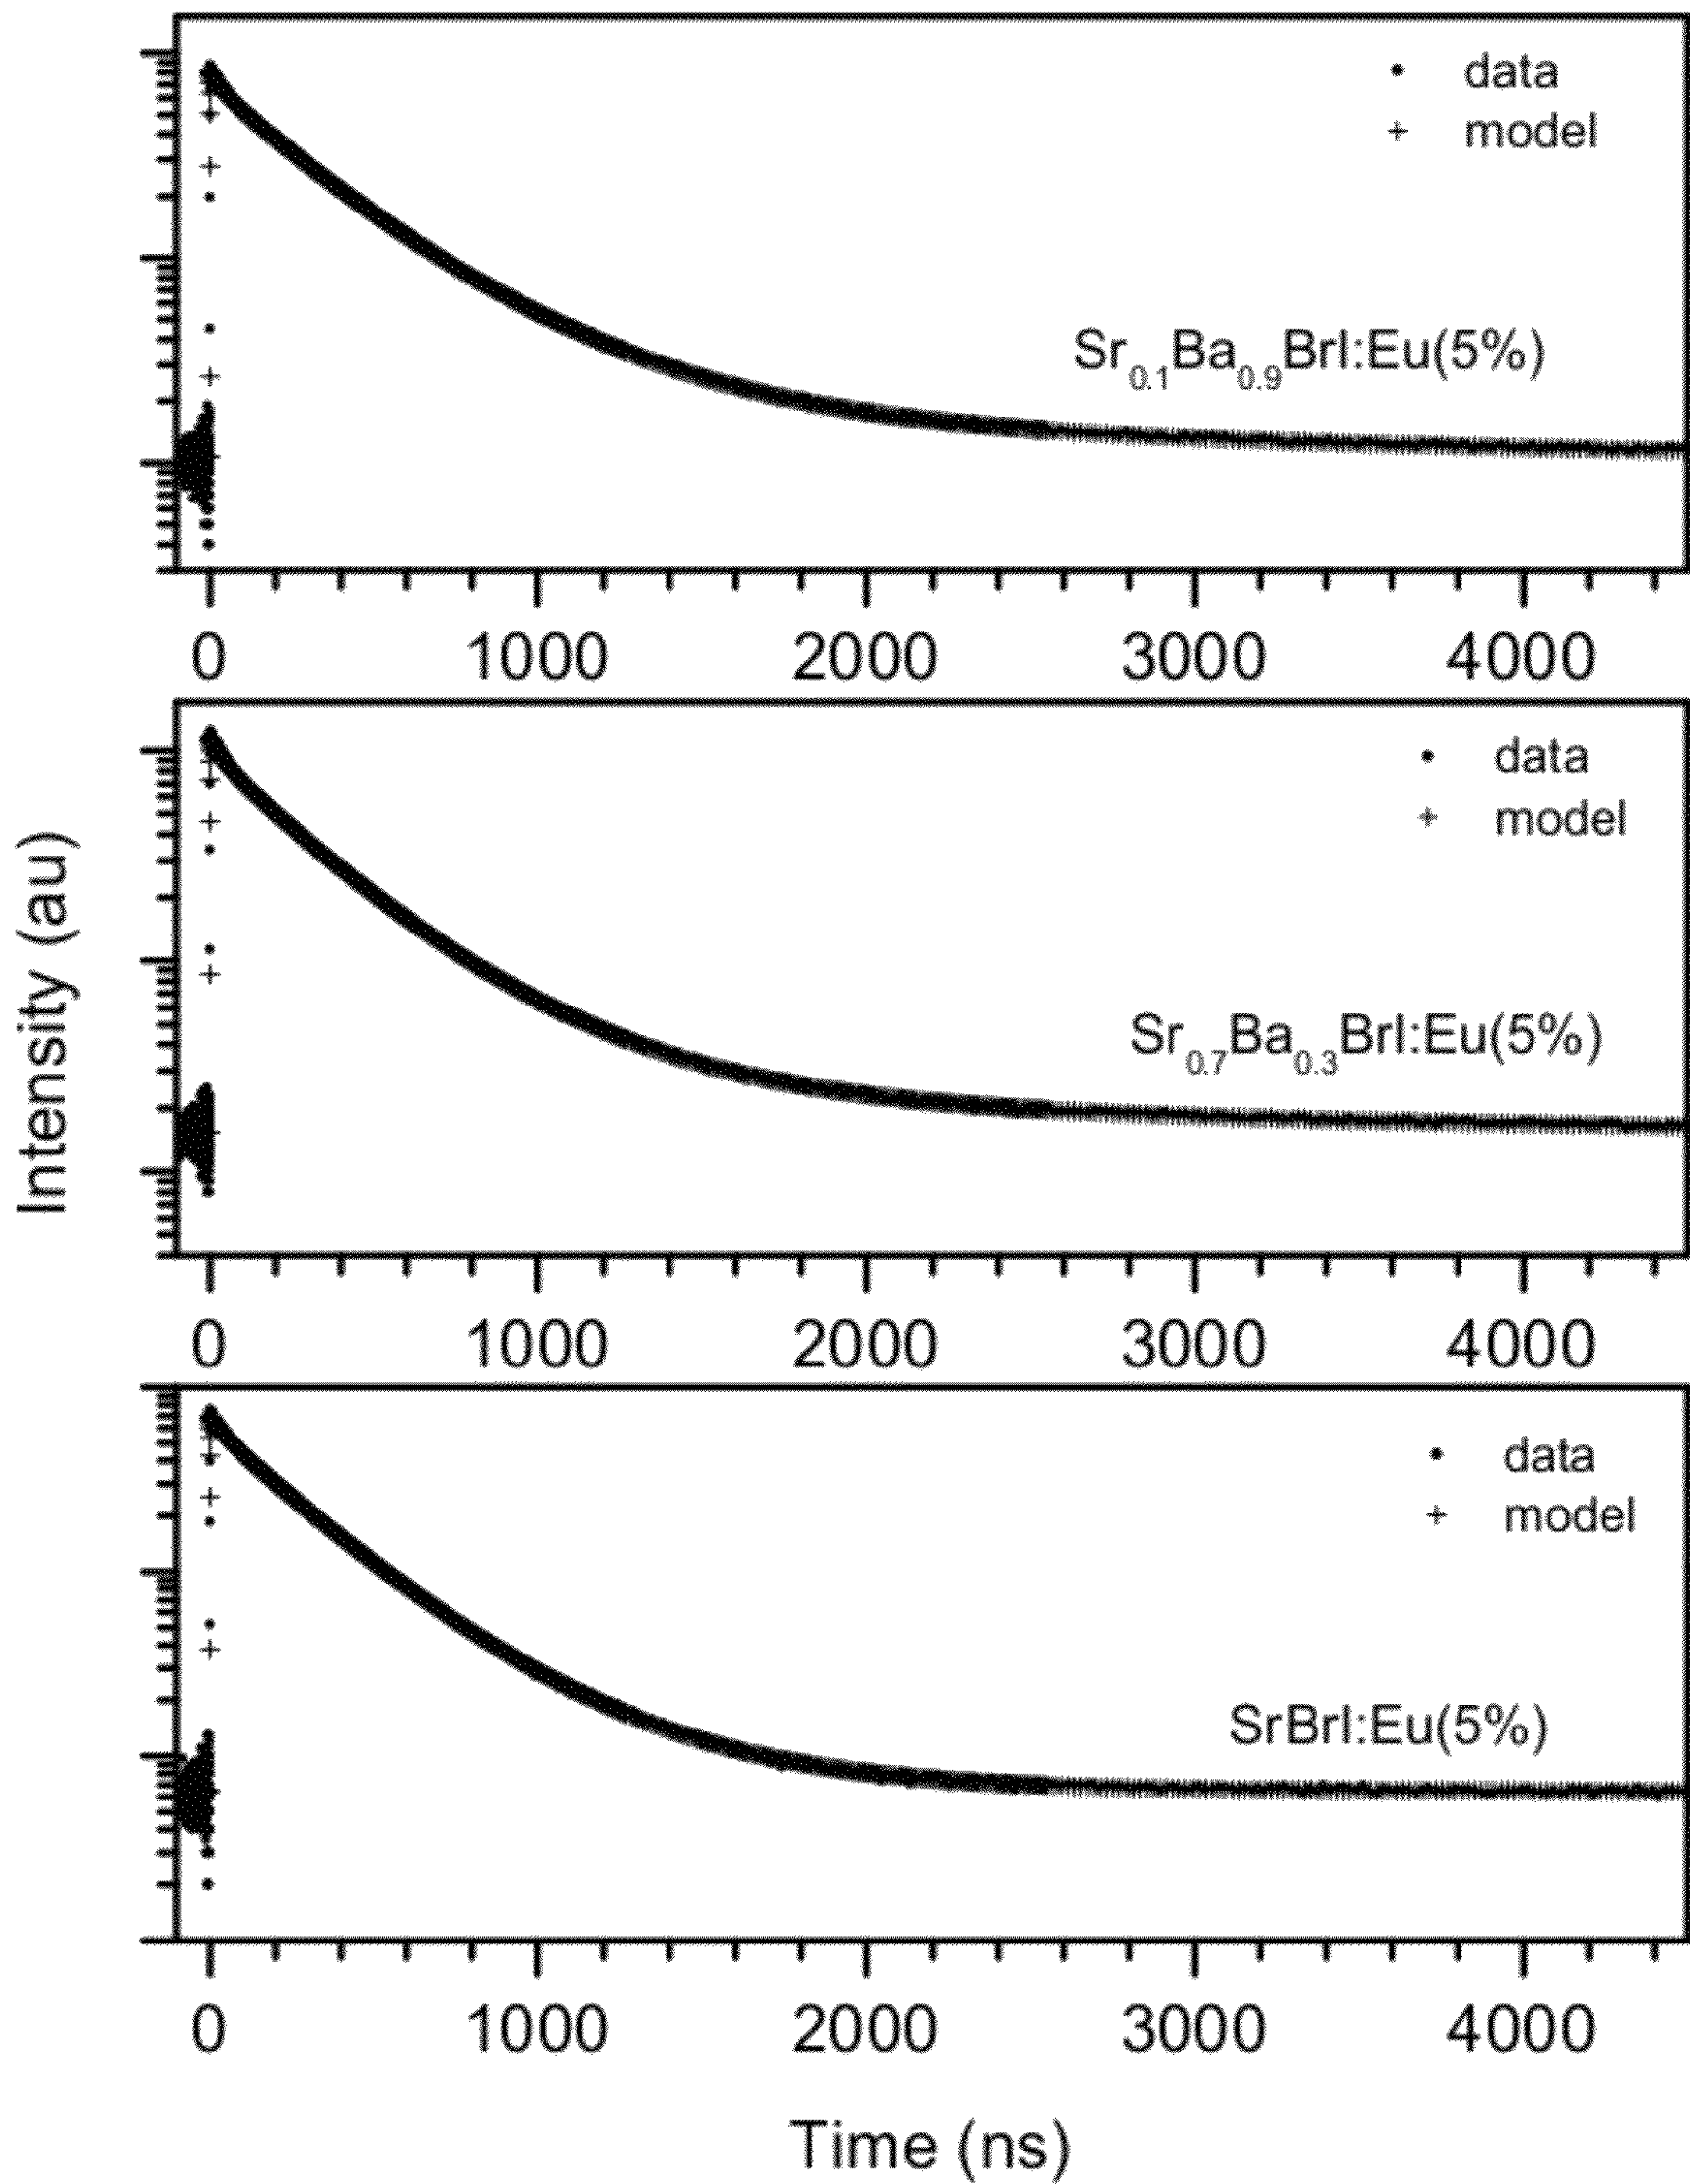 data
model
Sr0.1Ba0.9BrI:Eu(5%)
0 1000 2000 3000 4000
data
model
Sr0.7Ba0.3BrI:Eu(5%)
0 1000 2000 3000 4000
Intensity (au)
data
model
SrBrI:Eu(5%)
0 1000 2000 3000 4000
Time (ns)